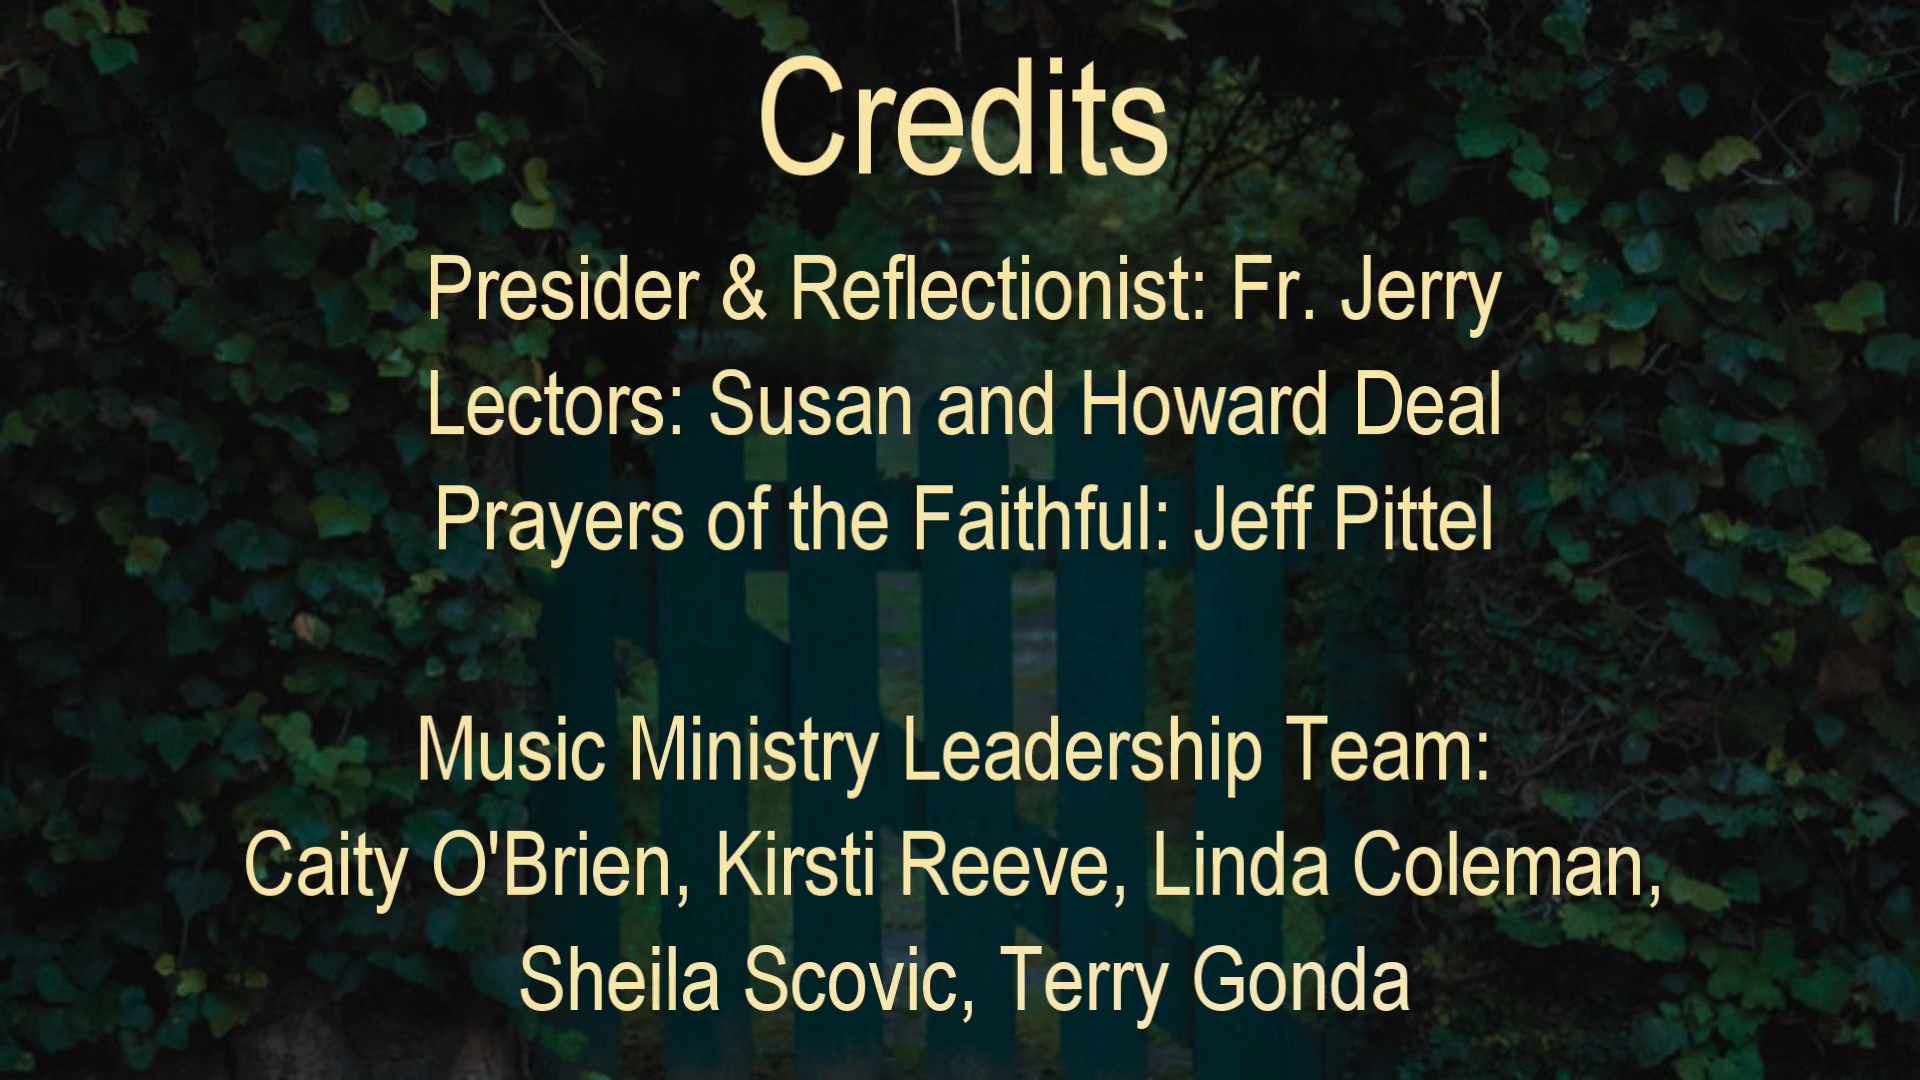 Credits
Presider & Reflectionist: Fr. Jerry
Lectors: Susan and Howard Deal
Prayers of the Faithful: Jeff Pittel
Music Ministry Leadership Team:
Caity O'Brien, Kirsti Reeve, Linda Coleman,
Sheila Scovic, Terry Gonda